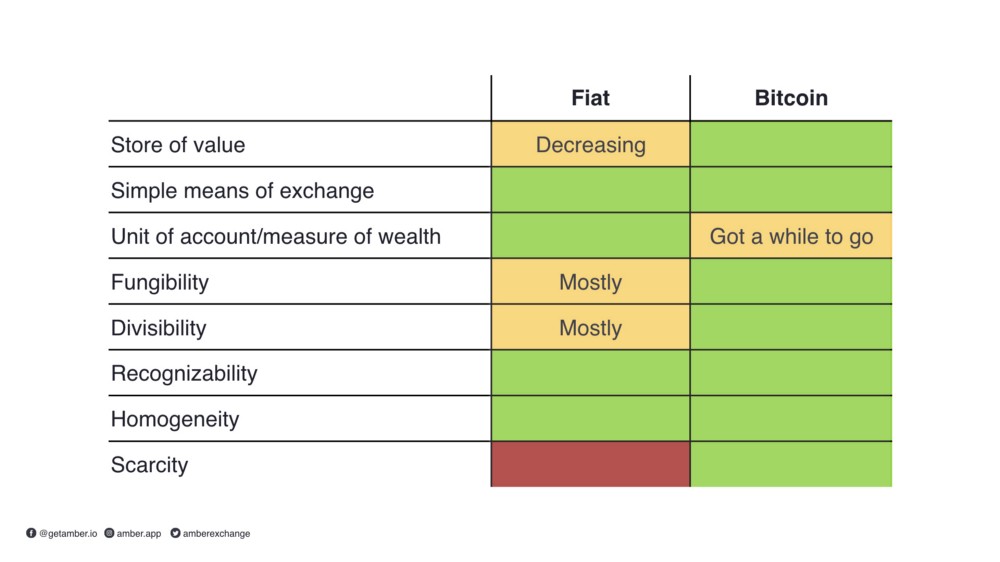 Fiat Bitcoin
Store of value Decreasing
Simple means of exchange
Unit of account/measure of wealth Got a while to go
Fungibility Mostly
Divisibility Mostly
Recognizability
Homogeneity
Scarcity
@getamber.io amber.app amberexchange